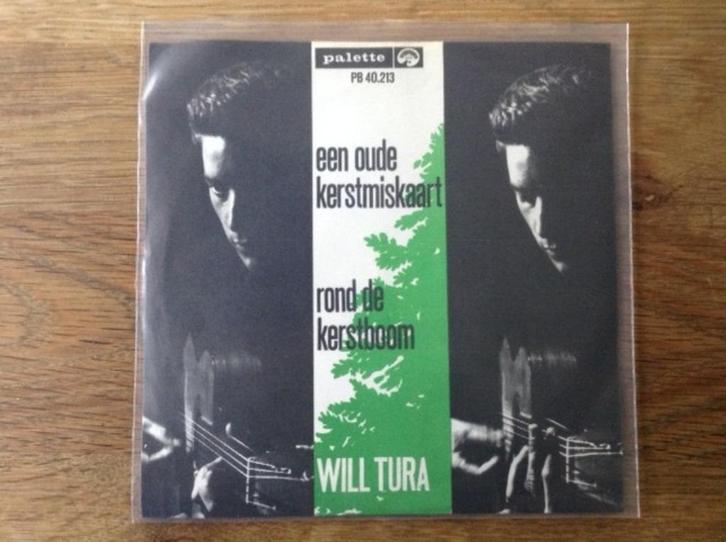 palette
PB 40.213
een oude
kerstmiskaart
rond de
kerstboom
WILL TURA